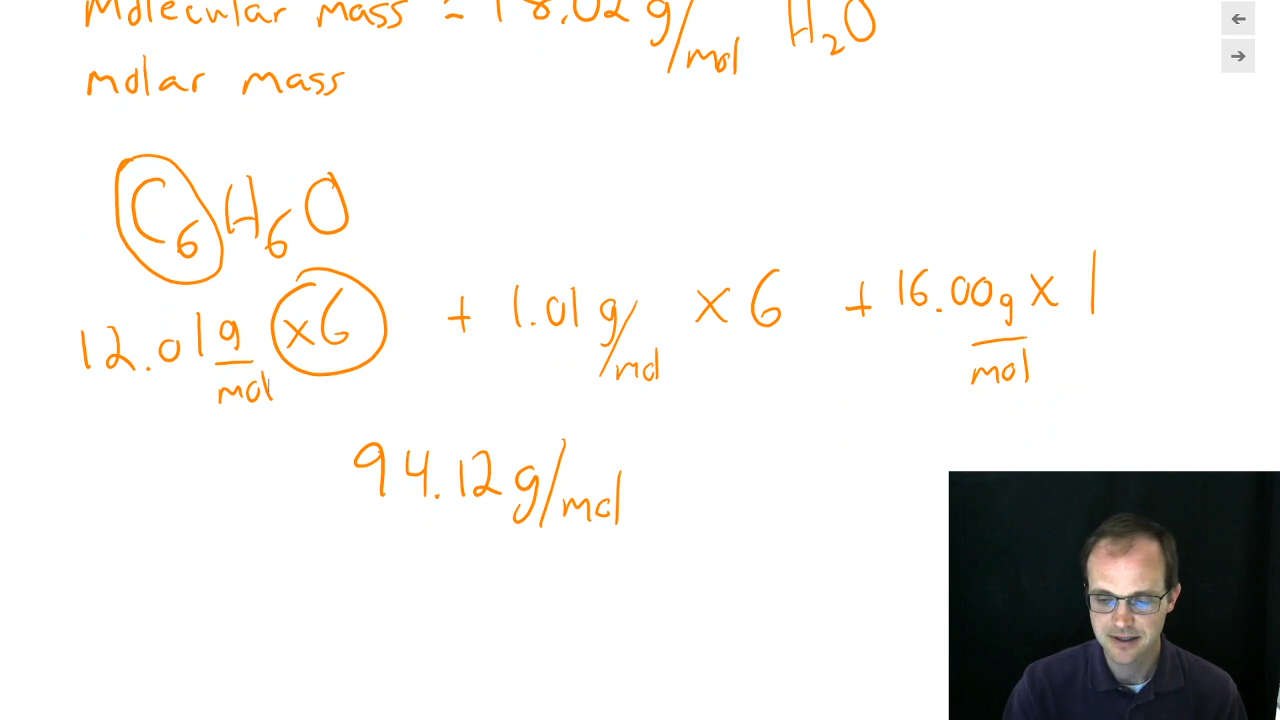 Molecular mass = 18.02 g/mol H₂O
molar mass
C₆H₆O
12.01 g/mol ×6 + 1.01 g/mol × 6 + 16.00 g/mol × 1
94.12 g/mol